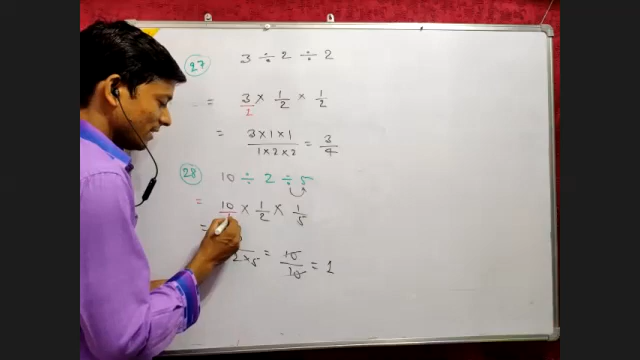 27 3 ÷ 2 ÷ 2
= 3/1 × 1/2 × 1/2
= 3×1×1/1×2×2 = 3/4
28 10 ÷ 2 ÷ 5
= 10/1 × 1/2 × 1/5
= 2×5 = 10/10 = 1